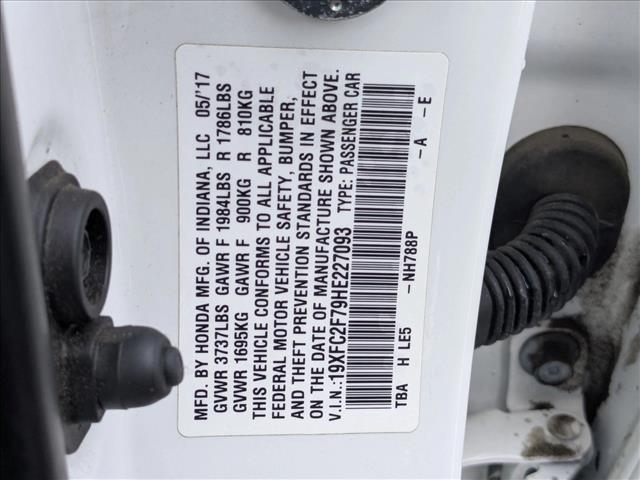 MFD. BY HONDA MFG. OF INDIANA, LLC 05/'17
GVWR 3737LBS GAWR F 1984LBS R 1786LBS
GVWR 1695KG GAWR F 900KG R 810KG
THIS VEHICLE CONFORMS TO ALL APPLICABLE
FEDERAL MOTOR VEHICLE SAFETY, BUMPER,
AND THEFT PREVENTION STANDARDS IN EFFECT
ON THE DATE OF MANUFACTURE SHOWN ABOVE.
V.I.N.:19XFC2F79HE227093 TYPE: PASSENGER CAR
TBA H LE5 -NH788P -A -E